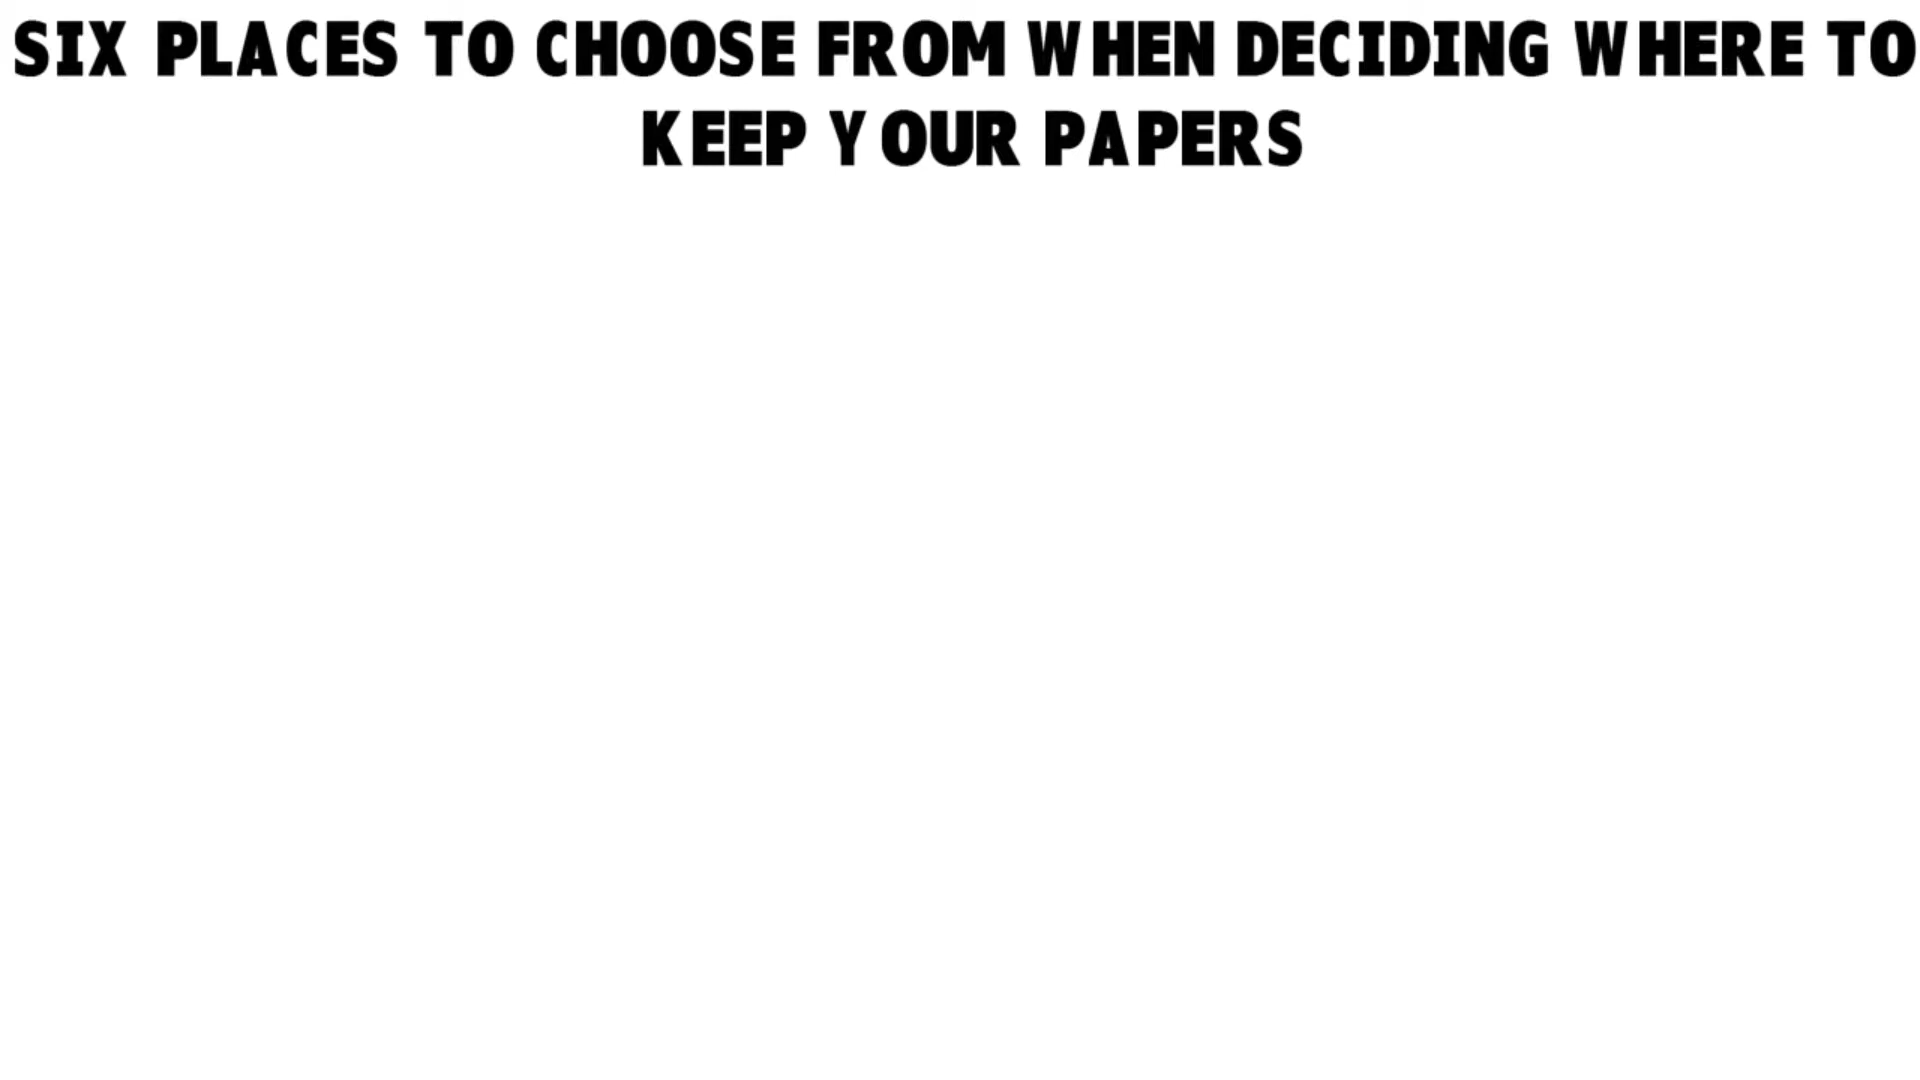 SIX PLACES TO CHOOSE FROM WHEN DECIDING WHERE TO
KEEP YOUR PAPERS